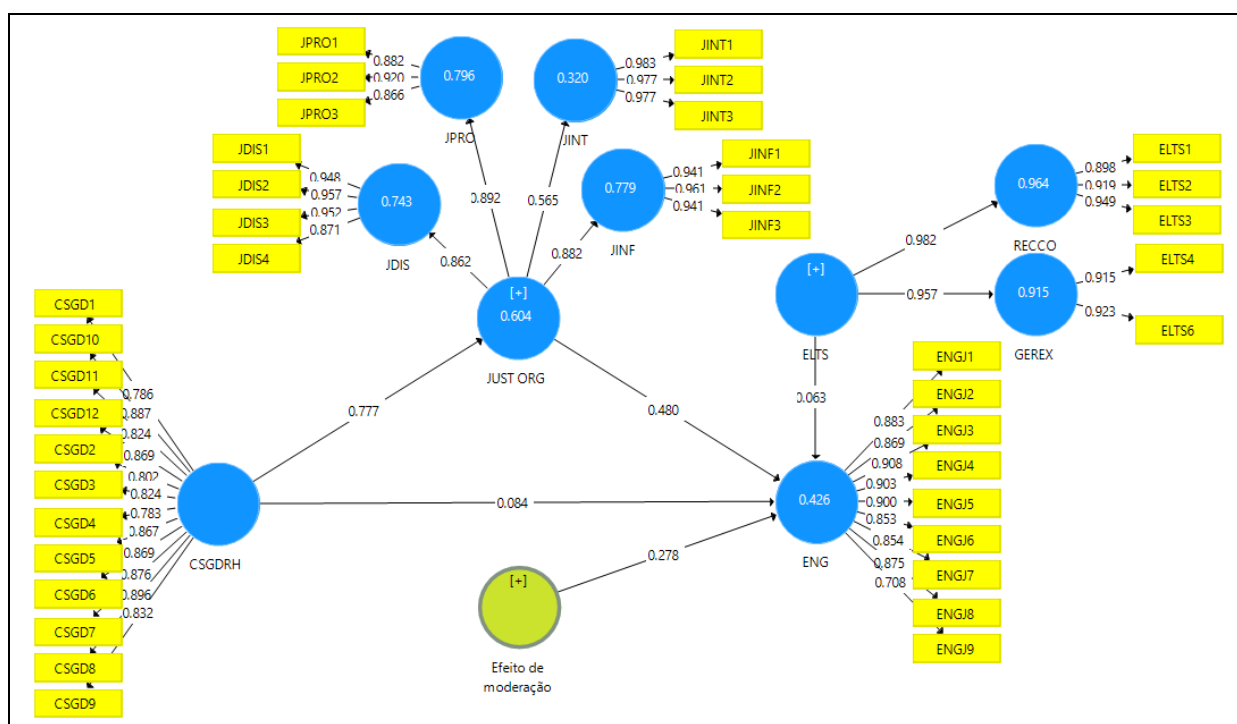 JPRO1
JPRO2
JPRO3
0.882
0.920
0.866
0.796
JPRO
0.320
JINT
0.983
0.977
0.977
JINT1
JINT2
JINT3
JDIS1
JDIS2
JDIS3
JDIS4
0.948
0.957
0.952
0.871
0.743
JDIS
0.779
JINF
0.941
0.961
0.941
JINF1
JINF2
JINF3
0.862
0.892
0.565
0.882
[+]
0.604
JUST ORG
0.964
RECCO
0.898
0.919
0.949
ELTS1
ELTS2
ELTS3
[+]
ELTS
0.982
0.957
0.915
GEREX
0.915
0.923
ELTS4
ELTS6
CSGD1
CSGD10
CSGD11
CSGD12
CSGD2
CSGD3
CSGD4
CSGD5
CSGD6
CSGD7
CSGD8
CSGD9
0.786
0.887
0.824
0.869
0.802
0.824
0.783
0.867
0.869
0.876
0.896
0.832
CSGDRH
0.777
0.480
0.063
0.084
0.278
0.426
ENG
0.883
0.869
0.908
0.903
0.900
0.853
0.854
0.875
0.708
ENGJ1
ENGJ2
ENGJ3
ENGJ4
ENGJ5
ENGJ6
ENGJ7
ENGJ8
ENGJ9
[+]
Efeito de
moderação